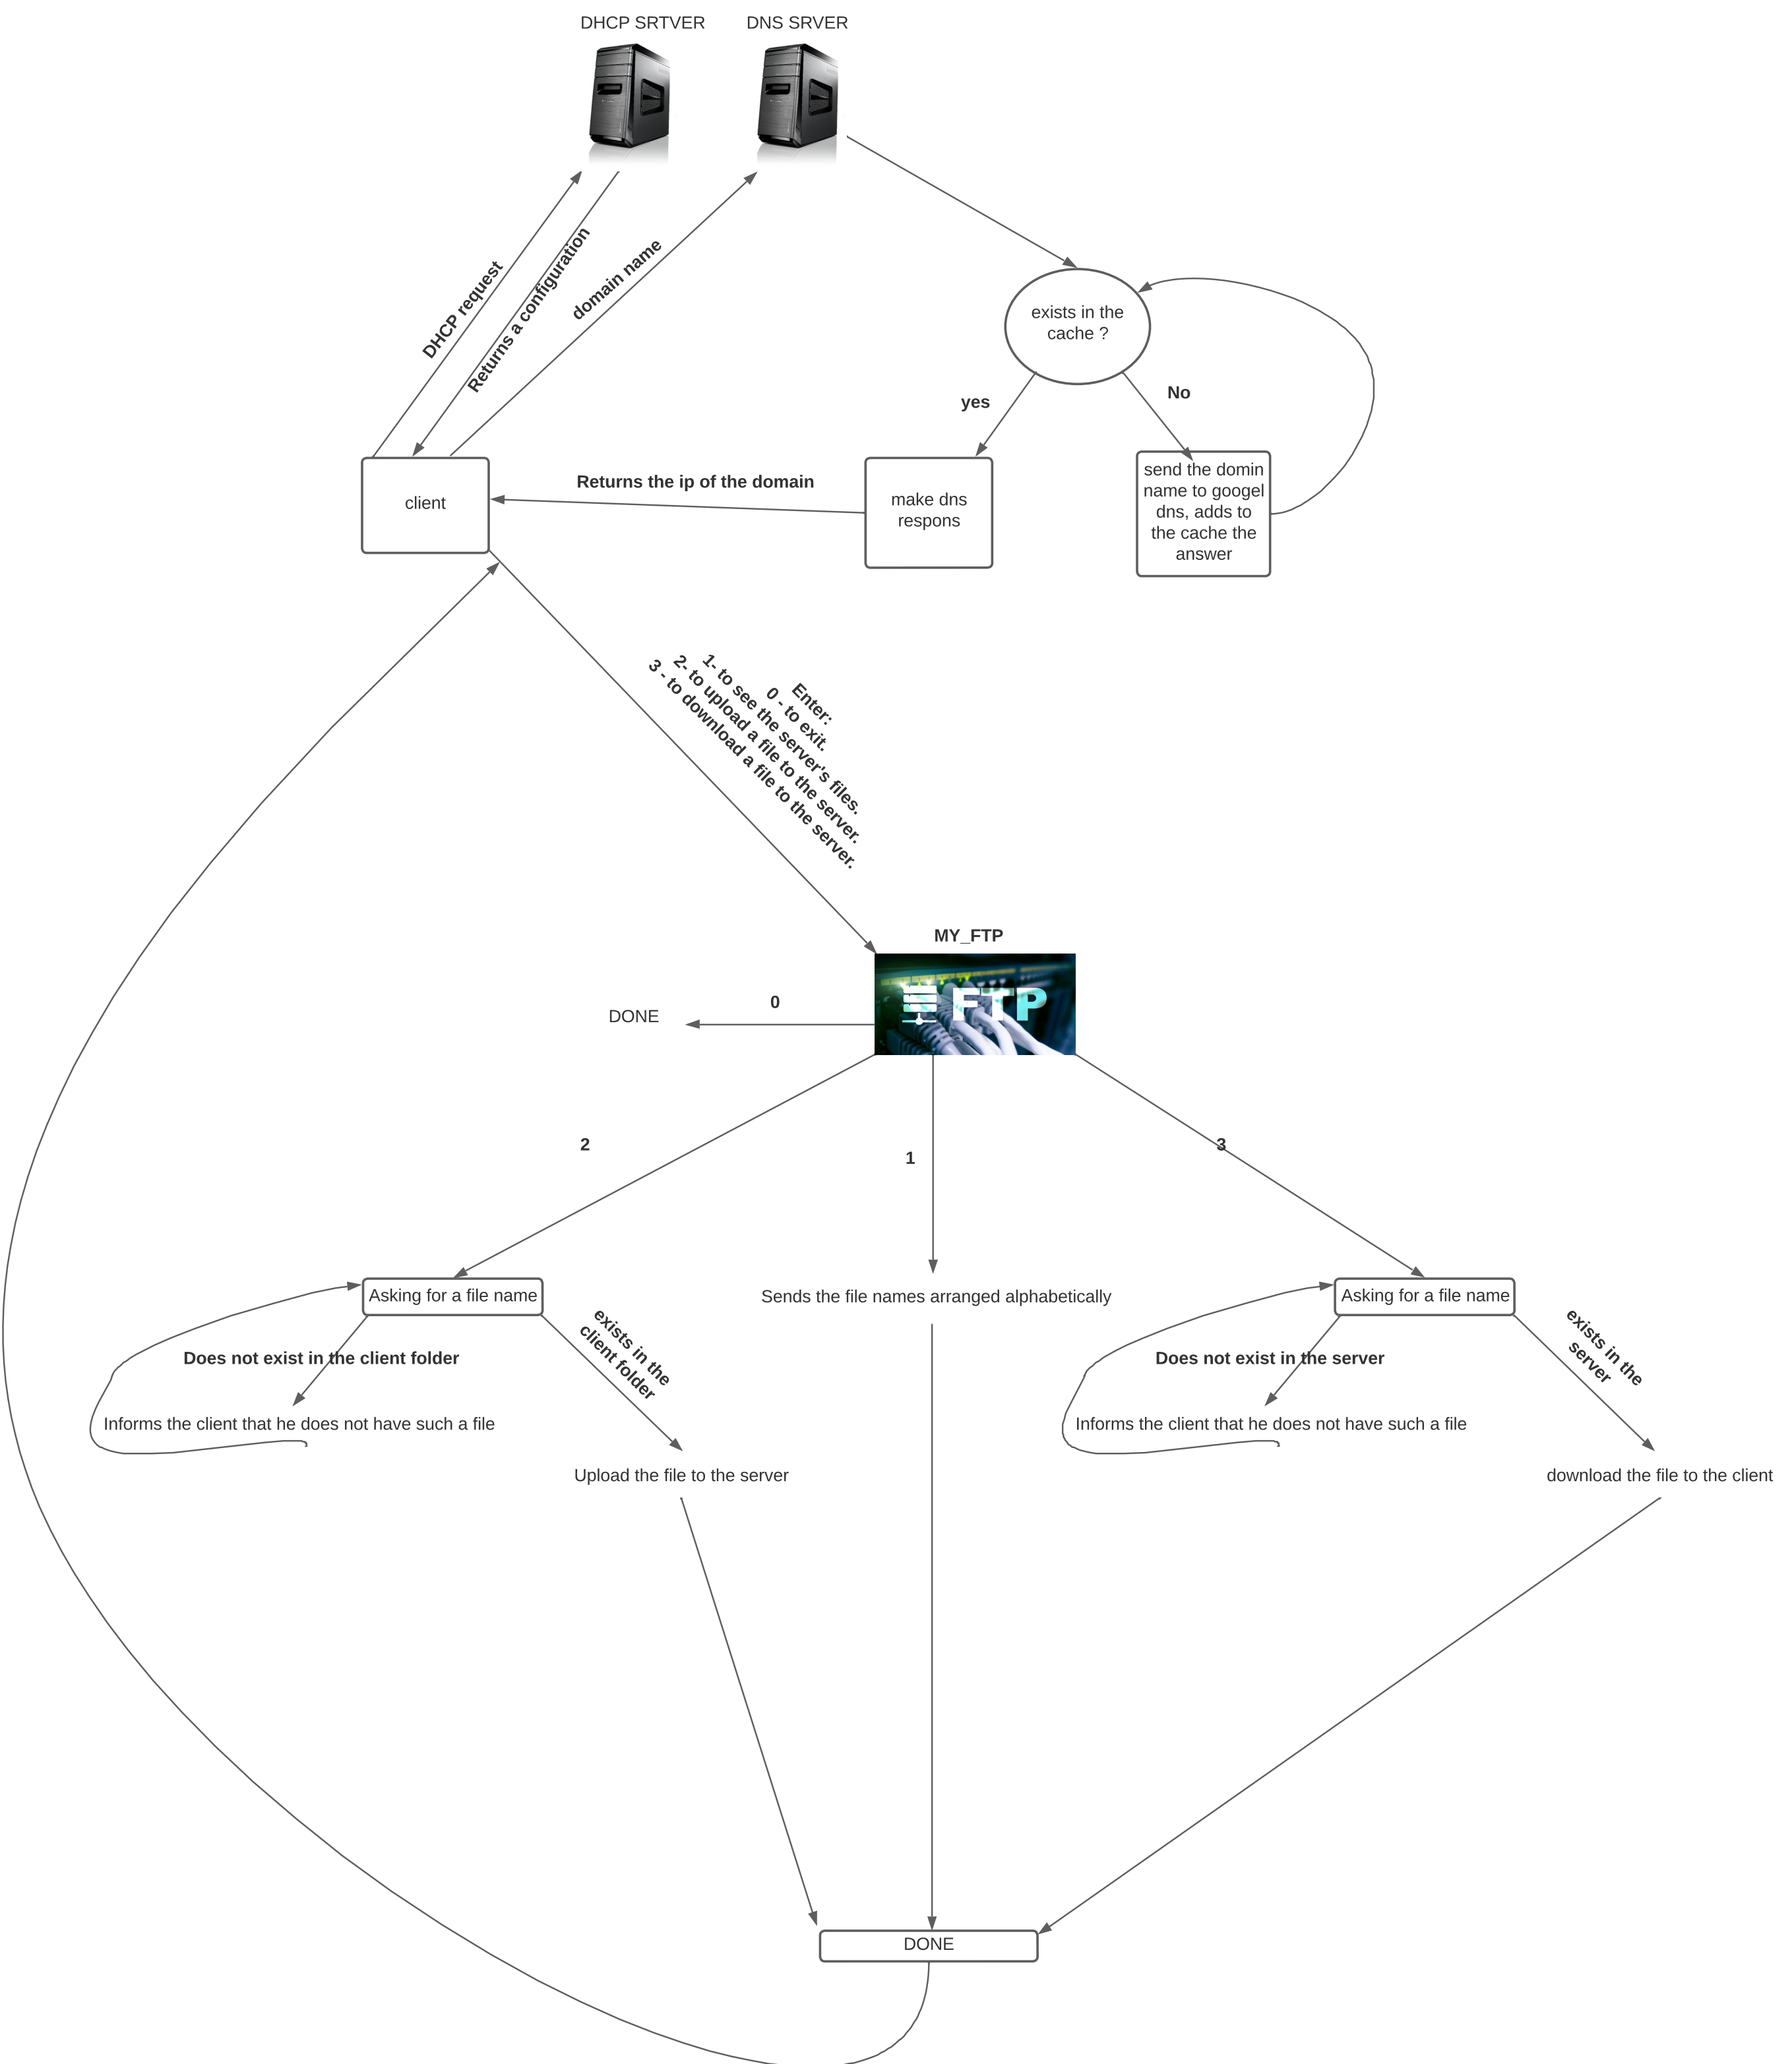 DHCP SRTVER
DNS SRVER
DHCP request
Returns a configuration
domain name
exists in the
cache ?
yes
No
client
Returns the ip of the domain
make dns
respons
send the domin
name to googel
dns, adds to
the cache the
answer
Enter:
0 - to exit.
1- to see the server's files.
2- to upload a file to the server.
3 - to download a file to the server.
MY_FTP
FTP
DONE
0
2
1
3
Asking for a file name
Sends the file names arranged alphabetically
Asking for a file name
exists in the
client folder
exists in the
server
Does not exist in the client folder
Does not exist in the server
Informs the client that he does not have such a file
Informs the client that he does not have such a file
Upload the file to the server
download the file to the client
DONE